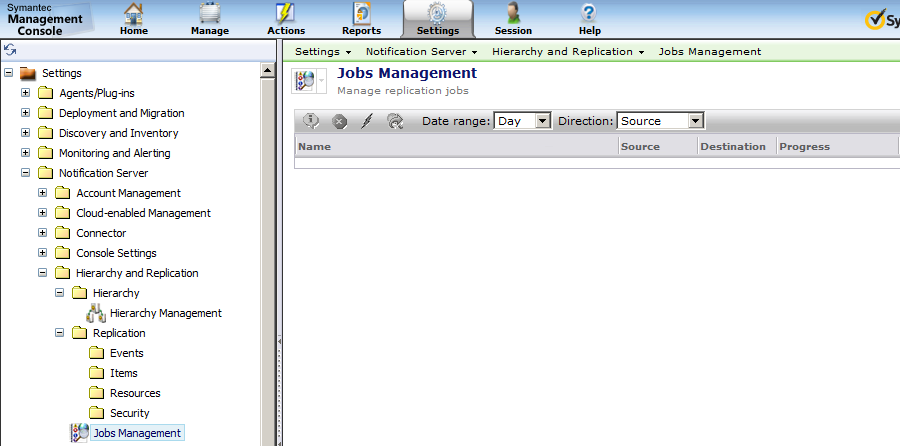 Symantec
Management
Console
Home Manage Actions Reports Settings Session Help
Settings Notification Server Hierarchy and Replication Jobs Management
Jobs Management
Manage replication jobs
Date range: Day Direction: Source
Name Source Destination Progress
Settings
Agents/Plug-ins
Deployment and Migration
Discovery and Inventory
Monitoring and Alerting
Notification Server
Account Management
Cloud-enabled Management
Connector
Console Settings
Hierarchy and Replication
Hierarchy
Hierarchy Management
Replication
Events
Items
Resources
Security
Jobs Management